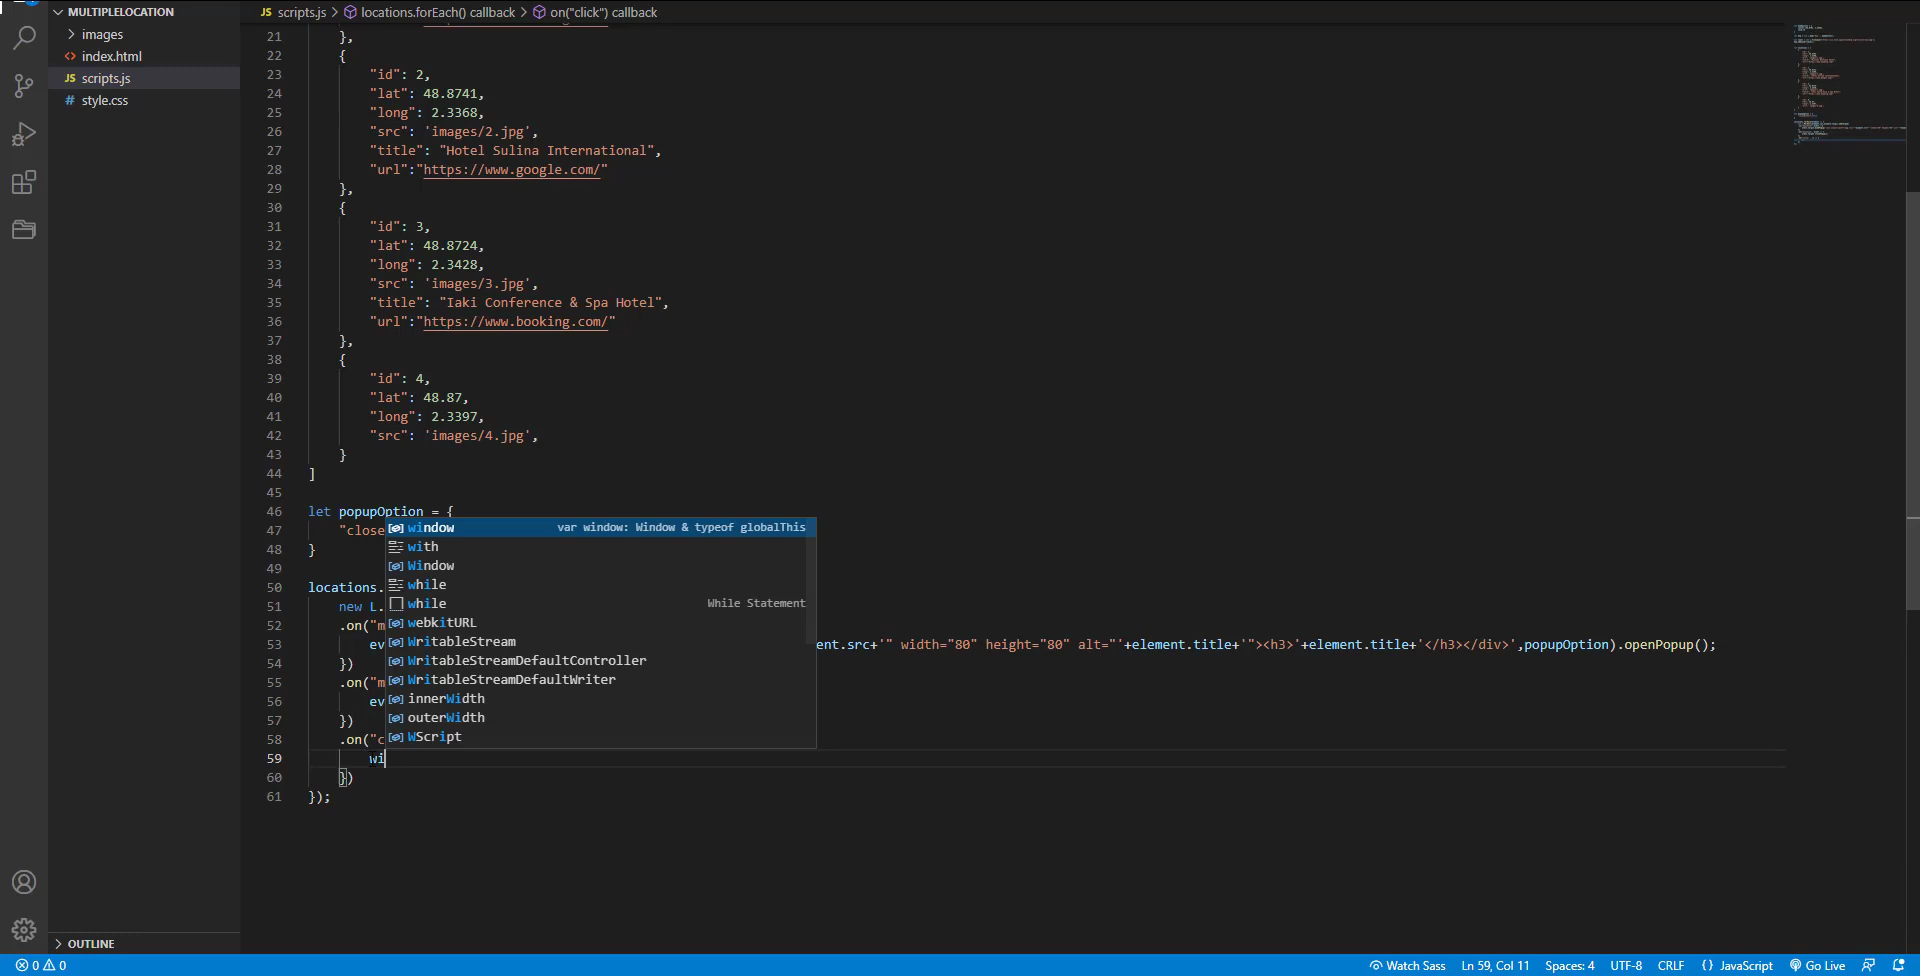 MULTIPLELOCATION
images
index.html
JS scripts.js
# style.css
OUTLINE
JS scripts.js > locations.forEach() callback > on("click") callback
21 },
22 {
23 "id": 2,
24 "lat": 48.8741,
25 "long": 2.3368,
26 "src": 'images/2.jpg',
27 "title": "Hotel Sulina International",
28 "url":"https://www.google.com/"
29 },
30 {
31 "id": 3,
32 "lat": 48.8724,
33 "long": 2.3428,
34 "src": 'images/3.jpg',
35 "title": "Iaki Conference & Spa Hotel",
36 "url":"https://www.booking.com/"
37 },
38 {
39 "id": 4,
40 "lat": 48.87,
41 "long": 2.3397,
42 "src": 'images/4.jpg',
43 }
44 ]
45
46 let popupOption = {
47 "close
48 }
49
50 locations.
51 new L.
52 .on("m
53 ev ent.src+'" width="80" height="80" alt="'+element.title+'"><h3>'+element.title+'</h3></div>',popupOption).openPopup();
54 })
55 .on("m
56 ev
57 })
58 .on("c
59 wi
60 })
61 });
window var window: Window & typeof globalThis
with
Window
while
while While Statement
webkitURL
WritableStream
WritableStreamDefaultController
WritableStreamDefaultWriter
innerWidth
outerWidth
WScript
0 0 Watch Sass Ln 59, Col 11 Spaces: 4 UTF-8 CRLF {} JavaScript Go Live